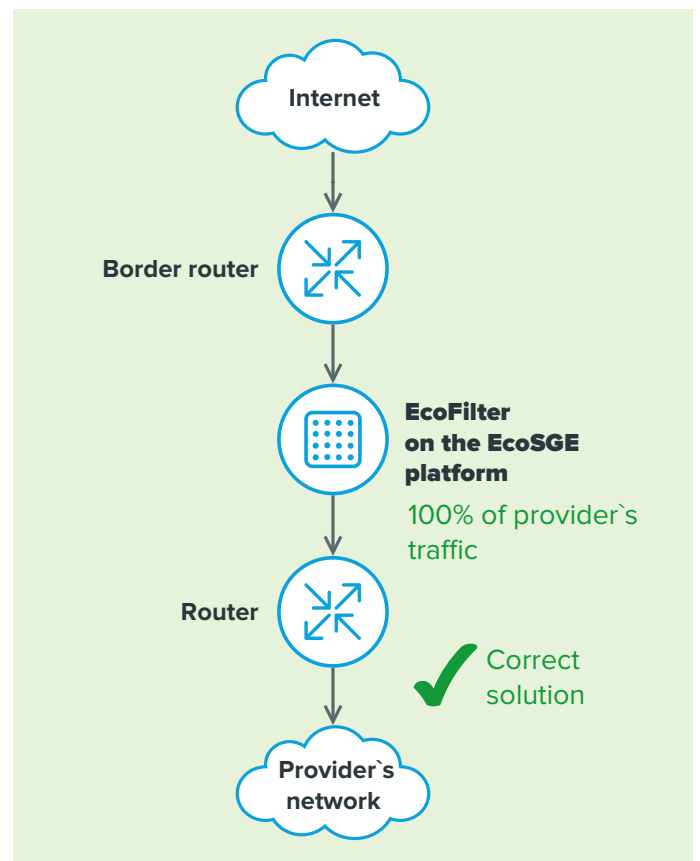 Internet
Border router
EcoFilter
on the EcoSGE
platform
100% of provider`s
traffic
Router
Correct
solution
Provider`s
network